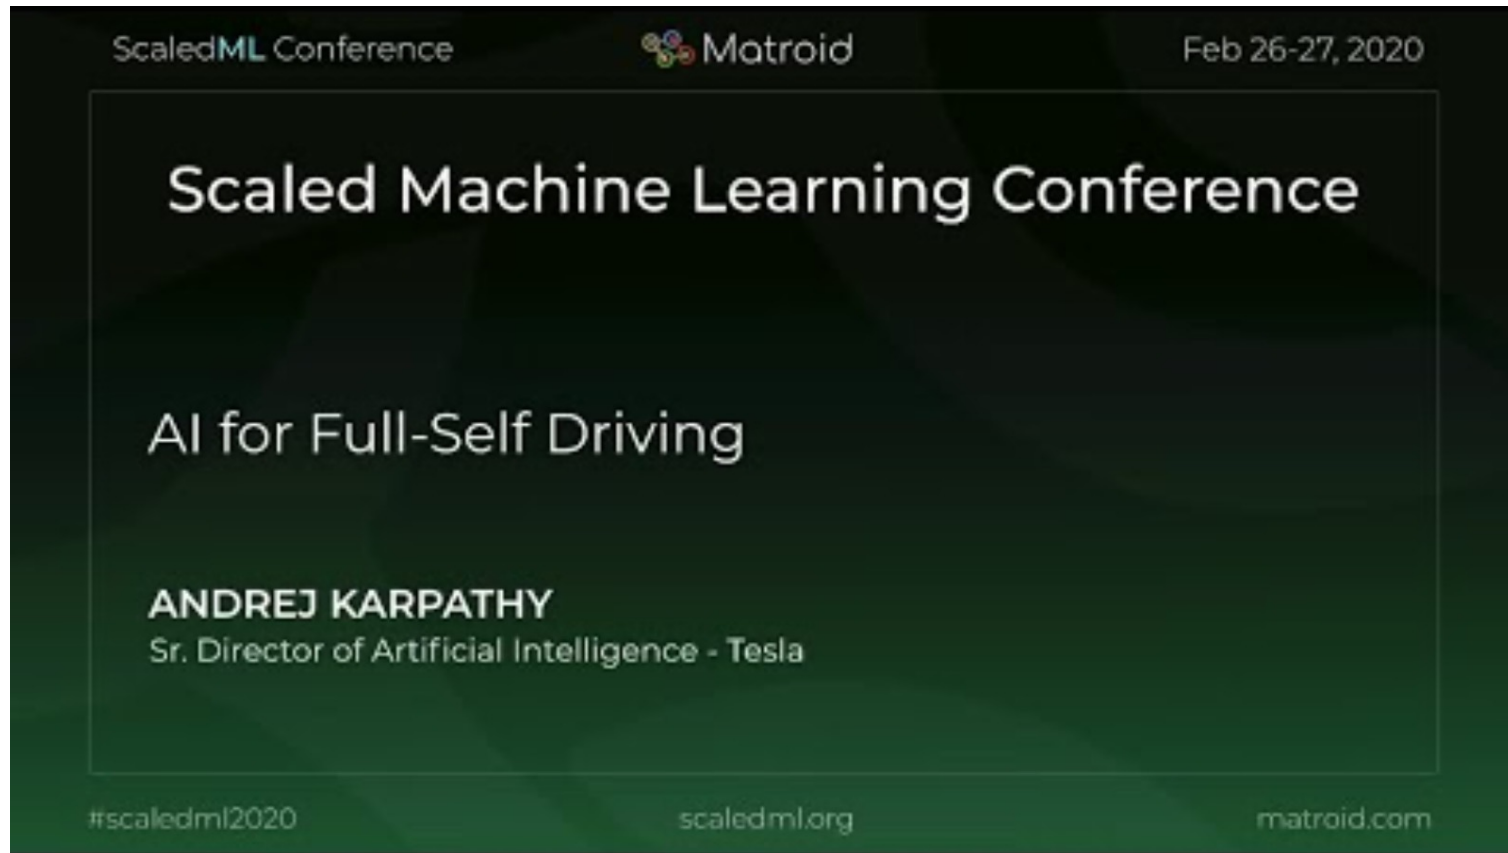 ScaledML Conference
Matroid
Feb 26-27, 2020
Scaled Machine Learning Conference
AI for Full-Self Driving
ANDREJ KARPATHY
Sr. Director of Artificial Intelligence - Tesla
#scaledml2020
scaledml.org
matroid.com